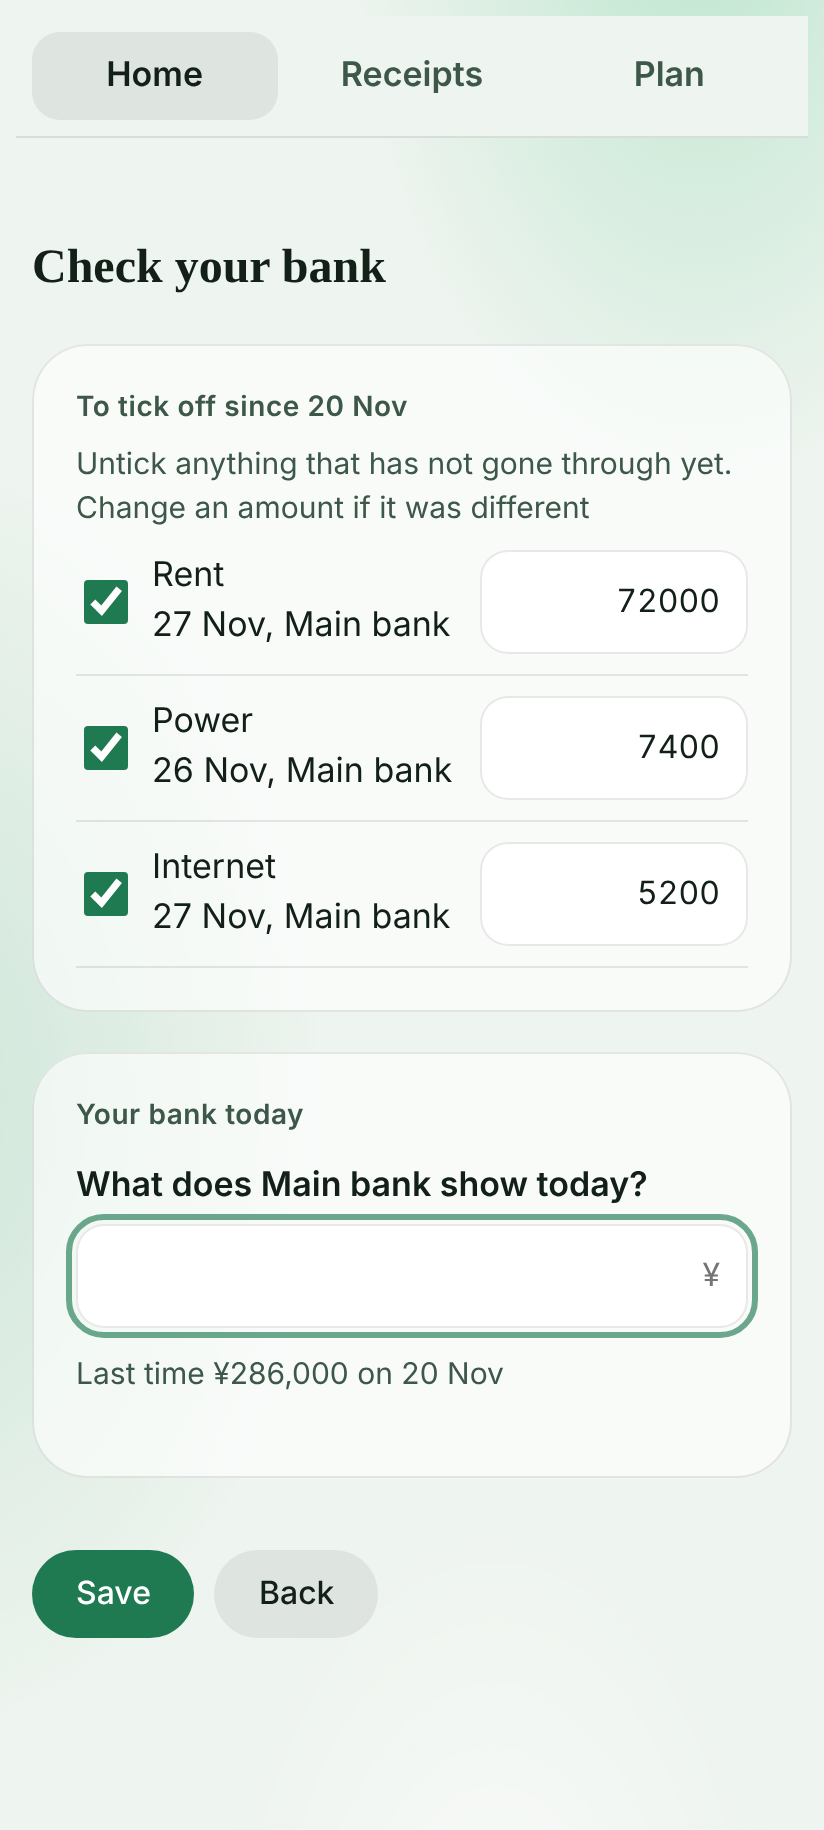 Home Receipts Plan
Check your bank
To tick off since 20 Nov
Untick anything that has not gone through yet.
Change an amount if it was different
Rent
27 Nov, Main bank
72000
Power
26 Nov, Main bank
7400
Internet
27 Nov, Main bank
5200
Your bank today
What does Main bank show today?
¥
Last time ¥286,000 on 20 Nov
Save Back